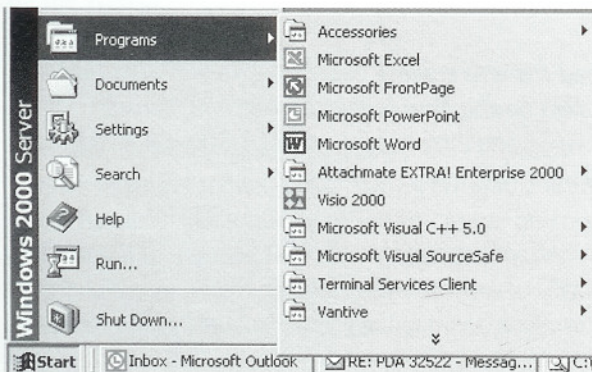 Windows 2000 Server
Programs
Documents
Settings
Search
Help
Run...
Shut Down...
Accessories
Microsoft Excel
Microsoft FrontPage
Microsoft PowerPoint
Microsoft Word
Attachmate EXTRA! Enterprise 2000
Visio 2000
Microsoft Visual C++ 5.0
Microsoft Visual SourceSafe
Terminal Services Client
Vantive
Start
Inbox - Microsoft Outlook
RE: PDA 32522 - Messag...
C:\